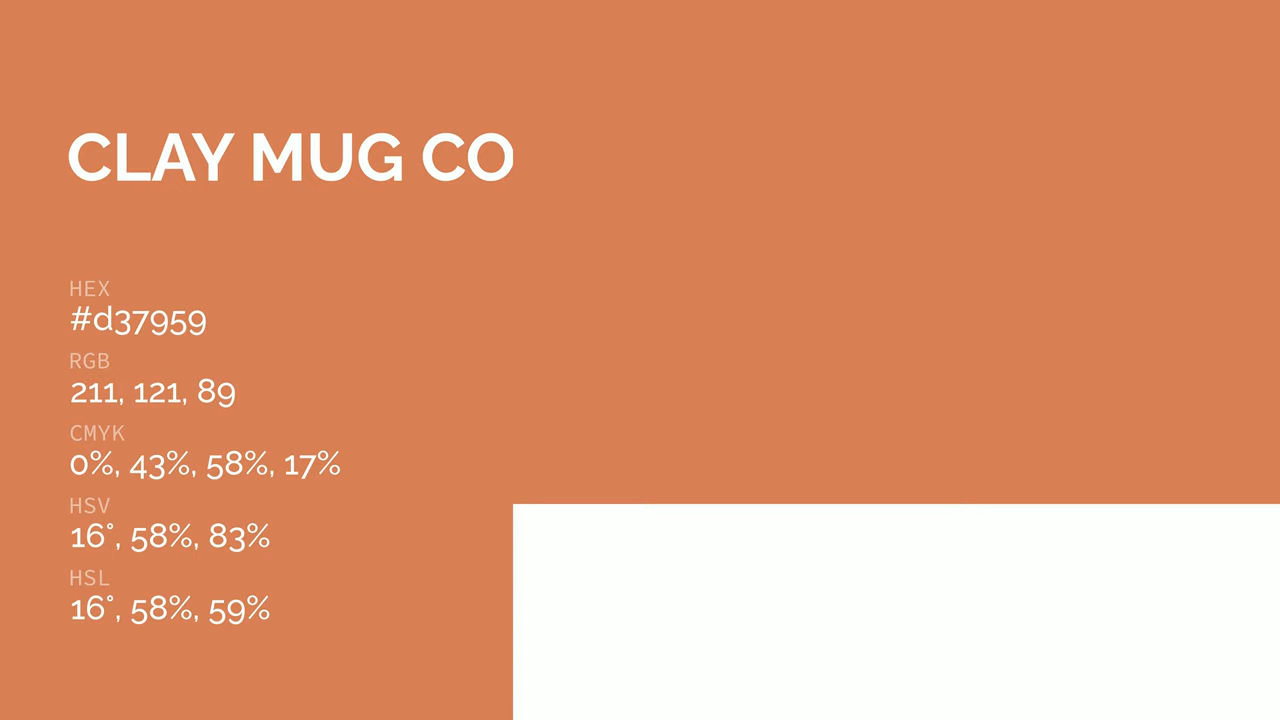 CLAY MUG CO
HEX
#d37959
RGB
211, 121, 89
CMYK
0%, 43%, 58%, 17%
HSV
16°, 58%, 83%
HSL
16°, 58%, 59%